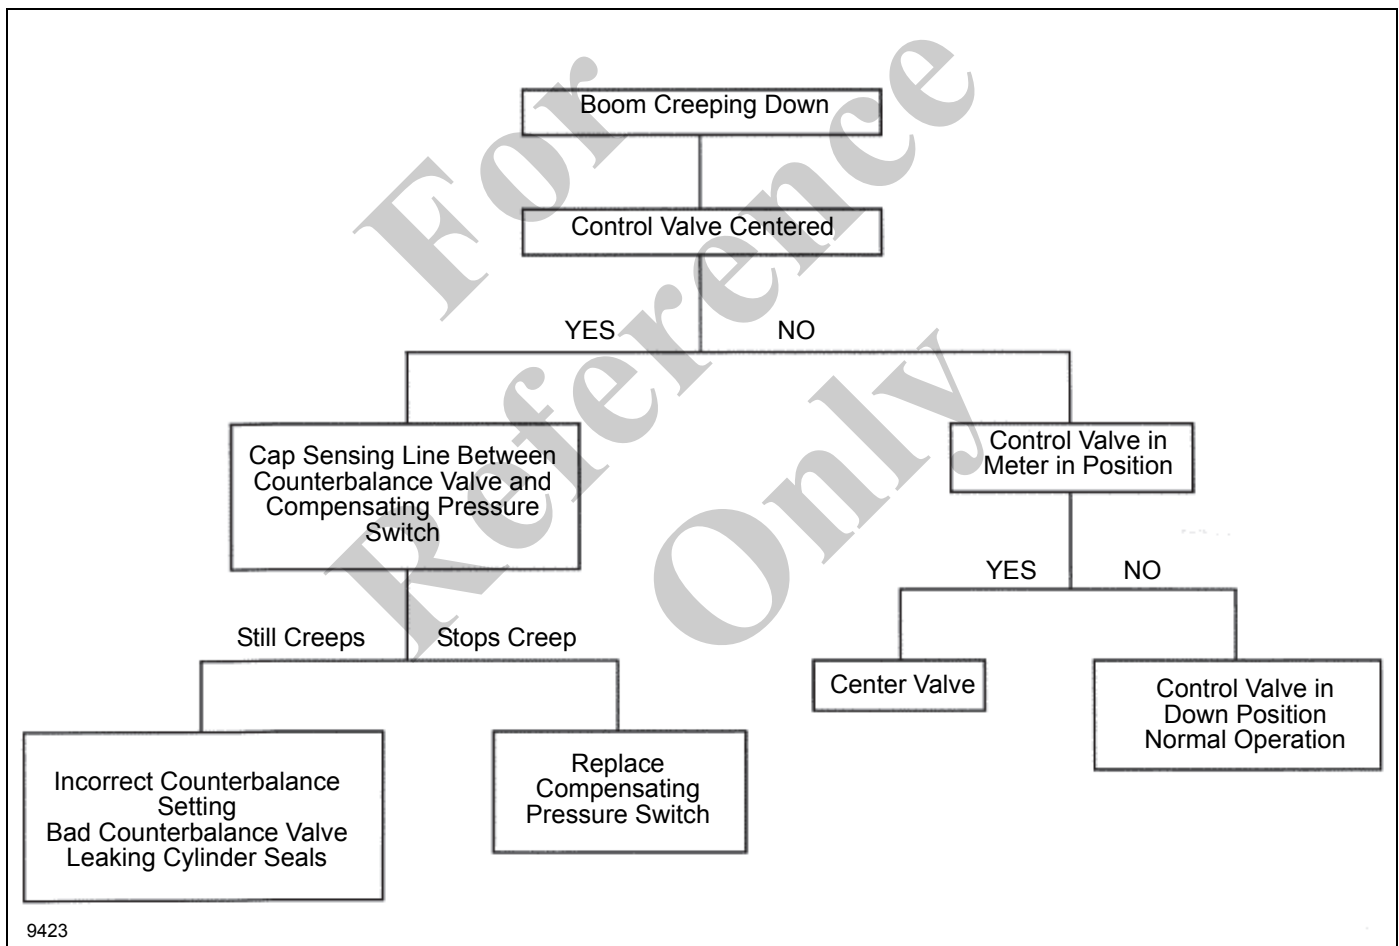 Boom Creeping Down
Control Valve Centered
YES
NO
Cap Sensing Line Between
Counterbalance Valve and
Compensating Pressure
Switch
Control Valve in
Meter in Position
Still Creeps
Stops Creep
YES
NO
Incorrect Counterbalance
Setting
Bad Counterbalance Valve
Leaking Cylinder Seals
Replace
Compensating
Pressure Switch
Center Valve
Control Valve in
Down Position
Normal Operation
9423
For
Reference
Only